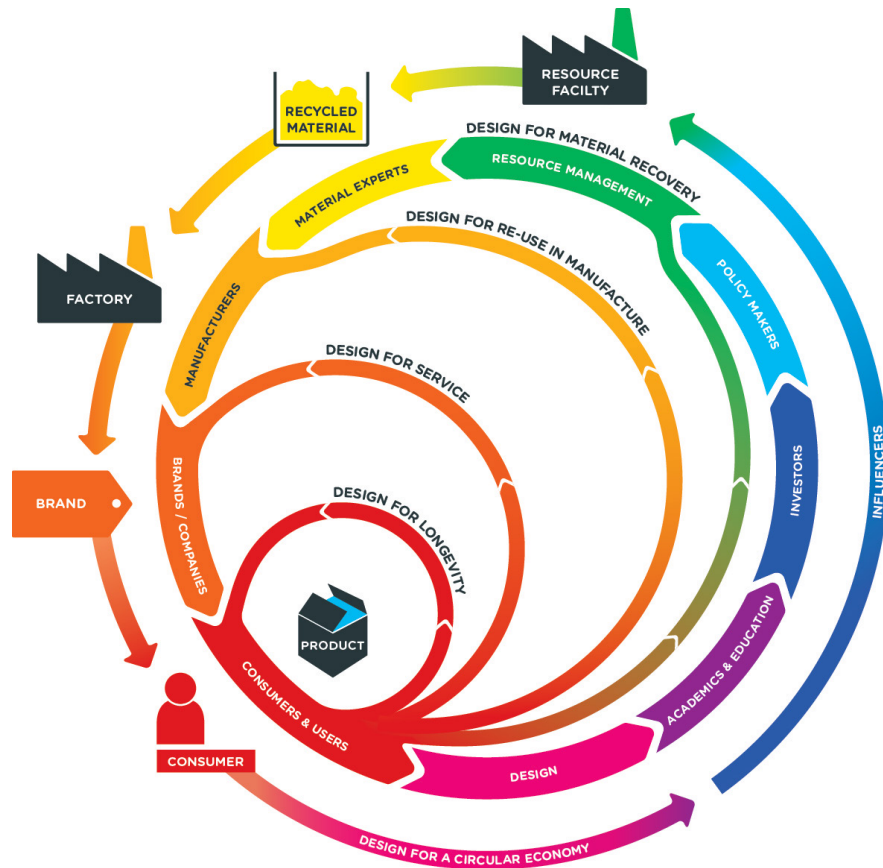 RESOURCE
FACILTY
RECYCLED
MATERIAL
DESIGN FOR MATERIAL RECOVERY
RESOURCE MANAGEMENT
MATERIAL EXPERTS
DESIGN FOR RE-USE IN MANUFACTURE
POLICY MAKERS
FACTORY
MANUFACTURERS
DESIGN FOR SERVICE
INVESTORS
INFLUENCERS
BRAND
BRANDS / COMPANIES
DESIGN FOR LONGEVITY
PRODUCT
CONSUMERS & USERS
ACADEMICS & EDUCATION
CONSUMER
DESIGN
DESIGN FOR A CIRCULAR ECONOMY